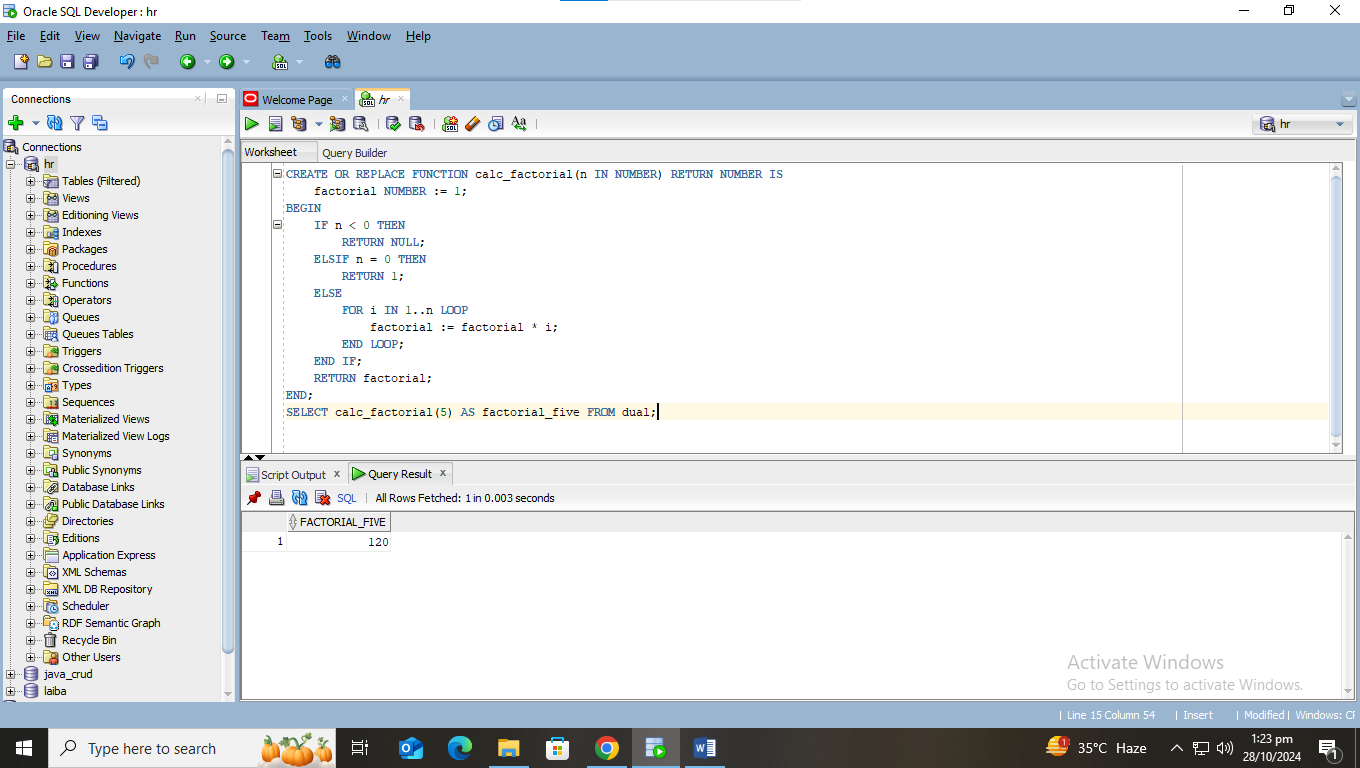 Oracle SQL Developer : hr
File Edit View Navigate Run Source Team Tools Window Help
Connections
Welcome Page
hr
hr
Connections
hr
Tables (Filtered)
Views
Editioning Views
Indexes
Packages
Procedures
Functions
Operators
Queues
Queues Tables
Triggers
Crossedition Triggers
Types
Sequences
Materialized Views
Materialized View Logs
Synonyms
Public Synonyms
Database Links
Public Database Links
Directories
Editions
Application Express
XML Schemas
XML DB Repository
Scheduler
RDF Semantic Graph
Recycle Bin
Other Users
java_crud
laiba
Worksheet Query Builder
CREATE OR REPLACE FUNCTION calc_factorial(n IN NUMBER) RETURN NUMBER IS
    factorial NUMBER := 1;
BEGIN
    IF n < 0 THEN
        RETURN NULL;
    ELSIF n = 0 THEN
        RETURN 1;
    ELSE
        FOR i IN 1..n LOOP
            factorial := factorial * i;
        END LOOP;
    END IF;
    RETURN factorial;
END;
SELECT calc_factorial(5) AS factorial_five FROM dual;
Script Output x Query Result x
SQL | All Rows Fetched: 1 in 0.003 seconds
FACTORIAL_FIVE
1 120
Activate Windows
Go to Settings to activate Windows.
| Line 15 Column 54 | Insert | Modified | Windows: CF
Type here to search
35°C Haze
1:23 pm
28/10/2024
1
1